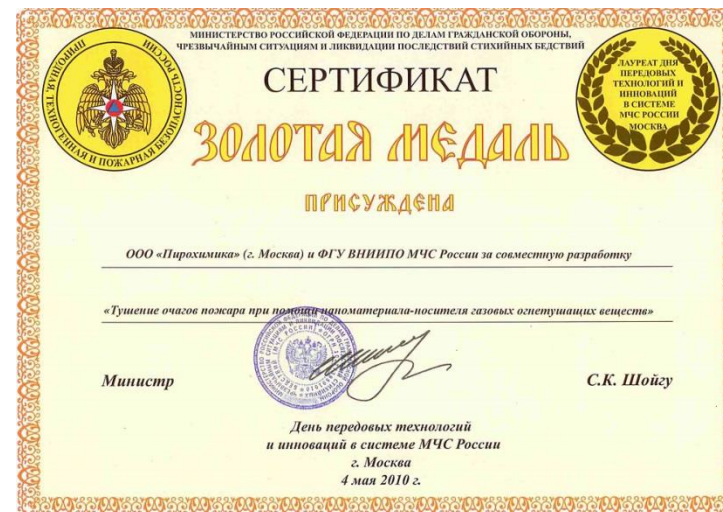 МИНИСТЕРСТВО РОССИЙСКОЙ ФЕДЕРАЦИИ ПО ДЕЛАМ ГРАЖДАНСКОЙ ОБОРОНЫ,
ЧРЕЗВЫЧАЙНЫМ СИТУАЦИЯМ И ЛИКВИДАЦИИ ПОСЛЕДСТВИЙ СТИХИЙНЫХ БЕДСТВИЙ
ПРИРОДНАЯ, ТЕХНОГЕННАЯ И ПОЖАРНАЯ БЕЗОПАСНОСТЬ РОССИИ
ЛАУРЕАТ ДНЯ
ПЕРЕДОВЫХ
ТЕХНОЛОГИЙ И
ИННОВАЦИЙ
В СИСТЕМЕ
МЧС РОССИИ
МОСКВА
СЕРТИФИКАТ
ЗОЛОТАЯ МЕДАЛЬ
ПРИСУЖДЕНА
ООО «Пирохимика» (г. Москва) и ФГУ ВНИИПО МЧС России за совместную разработку
«Тушение очагов пожара при помощи наноматериала-носителя газовых огнетушащих веществ»
Министр
С.К. Шойгу
День передовых технологий
и инноваций в системе МЧС России
г. Москва
4 мая 2010 г.